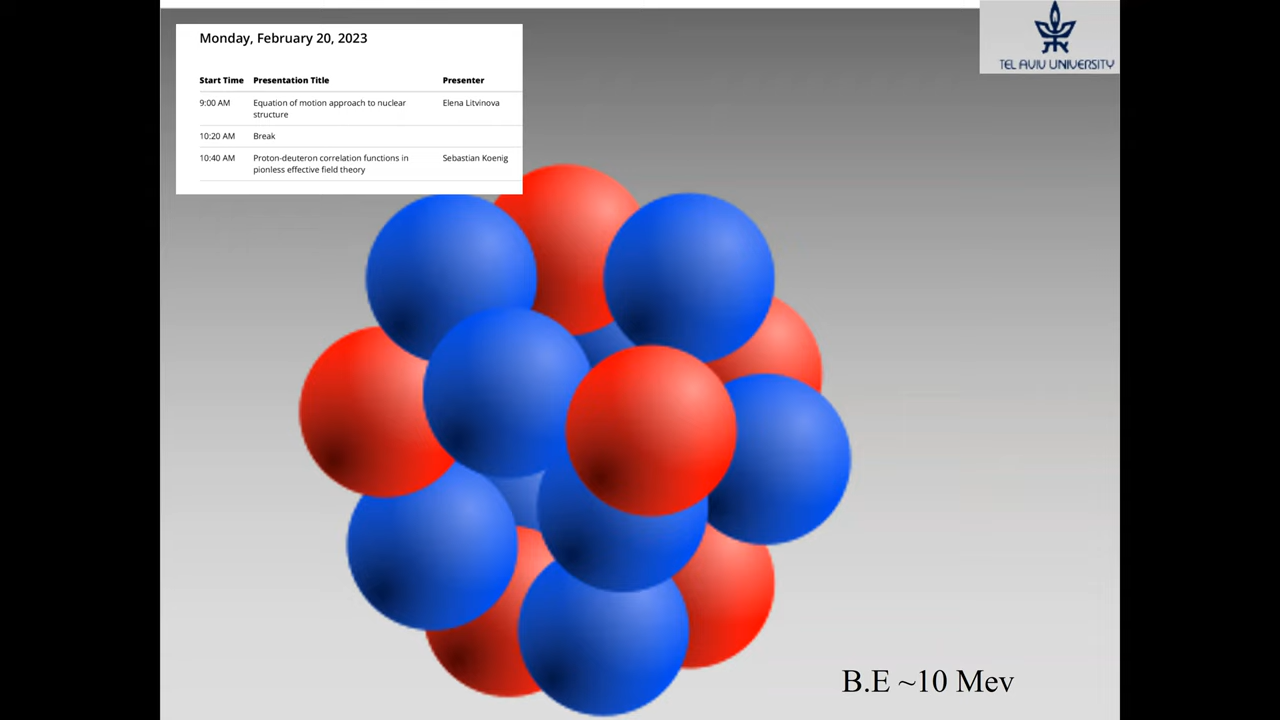 Monday, February 20, 2023
Start Time Presentation Title Presenter
9:00 AM Equation of motion approach to nuclear Elena Litvinova
structure
10:20 AM Break
10:40 AM Proton-deuteron correlation functions in Sebastian Koenig
pionless effective field theory
TEL AVIV UNIVERSITY
B.E ~10 Mev